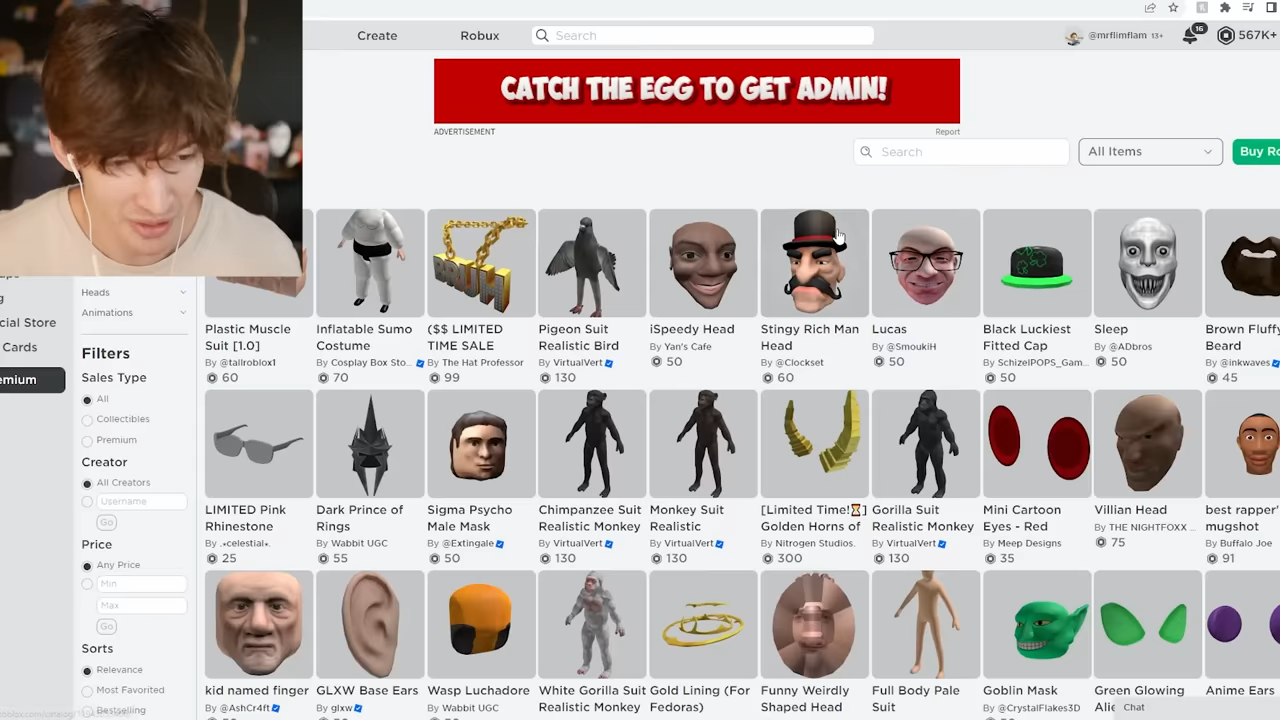 Create
Robux
Search
@mrflimflam 13+
16
567K+
CATCH THE EGG TO GET ADMIN!
ADVERTISEMENT
Report
Search
All Items
Buy Ro
cial Store
Cards
emium
Heads
Animations
Filters
Sales Type
All
Collectibles
Premium
Creator
All Creators
Username
Go
Price
Any Price
Min
Max
Go
Sorts
Relevance
Most Favorited
Bestselling
Plastic Muscle
Suit [1.0]
By @tallroblox1
60
Inflatable Sumo
Costume
By Cosplay Box Sto...
70
BRUH
($$ LIMITED
TIME SALE
By The Hat Professor
99
Pigeon Suit
Realistic Bird
By VirtualVert
130
iSpeedy Head
By Yan's Cafe
50
Stingy Rich Man
Head
By @Clockset
60
Lucas
By @SmoukiH
50
Black Luckiest
Fitted Cap
By SchizelPOPS_Gam...
50
Sleep
By @ADbros
50
Brown Fluffy
Beard
By @inkwaves
45
LIMITED Pink
Rhinestone
By .⋆celestial⋆.
25
Dark Prince of
Rings
By Wabbit UGC
55
Sigma Psycho
Male Mask
By @Extingale
50
Chimpanzee Suit
Realistic Monkey
By VirtualVert
130
Monkey Suit
Realistic
By VirtualVert
130
[Limited Time!⏳]
Golden Horns of
By Nitrogen Studios.
300
Gorilla Suit
Realistic Monkey
By VirtualVert
130
Mini Cartoon
Eyes - Red
By Meep Designs
35
Villian Head
By THE NIGHTFOXX ...
75
best rapper'
mugshot
By Buffalo Joe
91
kid named finger
By @AshCr4ft
GLXW Base Ears
By glxw
Wasp Luchadore
By Wabbit UGC
White Gorilla Suit
Realistic Monkey
Gold Lining (For
Fedoras)
Funny Weirdly
Shaped Head
Full Body Pale
Suit
Goblin Mask
By @CrystalFlakes3D
Green Glowing
Alie
Anime Ears
Chat